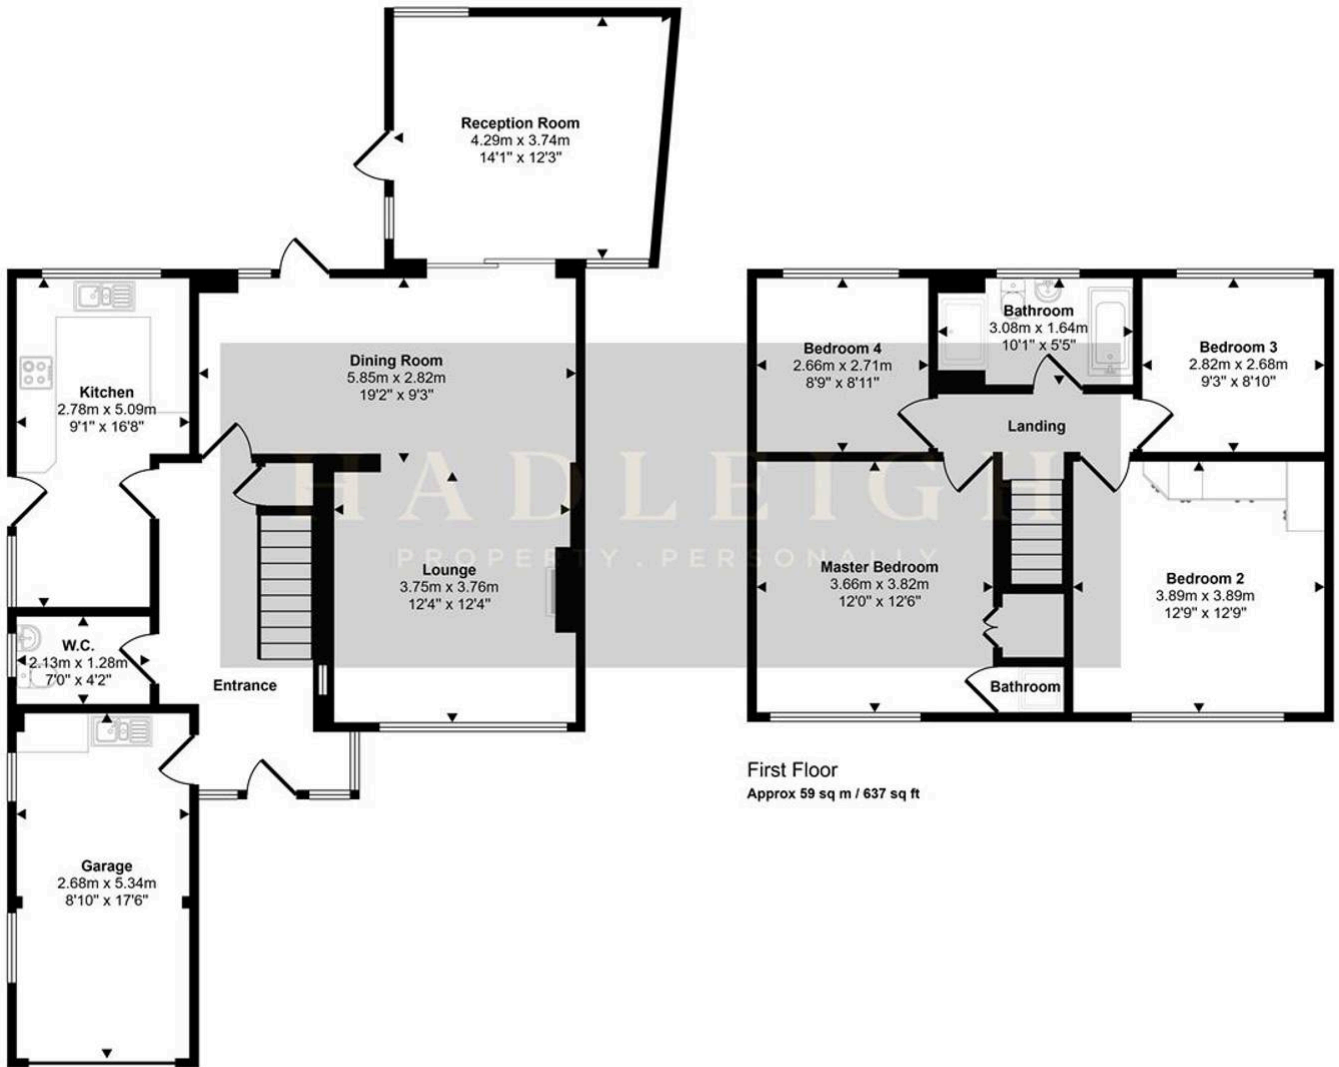 Reception Room
4.29m x 3.74m
14'1" x 12'3"
Kitchen
2.78m x 5.09m
9'1" x 16'8"
Dining Room
5.85m x 2.82m
19'2" x 9'3"
Lounge
3.75m x 3.76m
12'4" x 12'4"
W.C.
2.13m x 1.28m
7'0" x 4'2"
Entrance
Garage
2.68m x 5.34m
8'10" x 17'6"
HADLEIGH
PROPERTY . PERSONALLY
Bedroom 4
2.66m x 2.71m
8'9" x 8'11"
Bathroom
3.08m x 1.64m
10'1" x 5'5"
Bedroom 3
2.82m x 2.68m
9'3" x 8'10"
Landing
Master Bedroom
3.66m x 3.82m
12'0" x 12'6"
Bedroom 2
3.89m x 3.89m
12'9" x 12'9"
Bathroom
First Floor
Approx 59 sq m / 637 sq ft